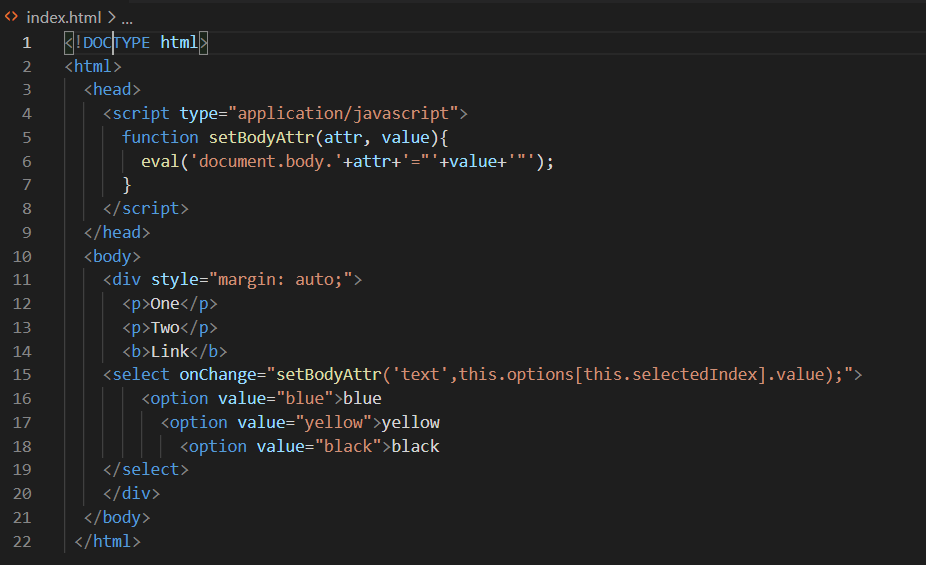 index.html > ...
1 <!DOCTYPE html>
2 <html>
3 <head>
4 <script type="application/javascript">
5 function setBodyAttr(attr, value){
6 eval('document.body.'+attr+'="'+value+'"');
7 }
8 </script>
9 </head>
10 <body>
11 <div style="margin: auto;">
12 <p>One</p>
13 <p>Two</p>
14 <b>Link</b>
15 <select onChange="setBodyAttr('text',this.options[this.selectedIndex].value);">
16 <option value="blue">blue
17 <option value="yellow">yellow
18 <option value="black">black
19 </select>
20 </div>
21 </body>
22 </html>